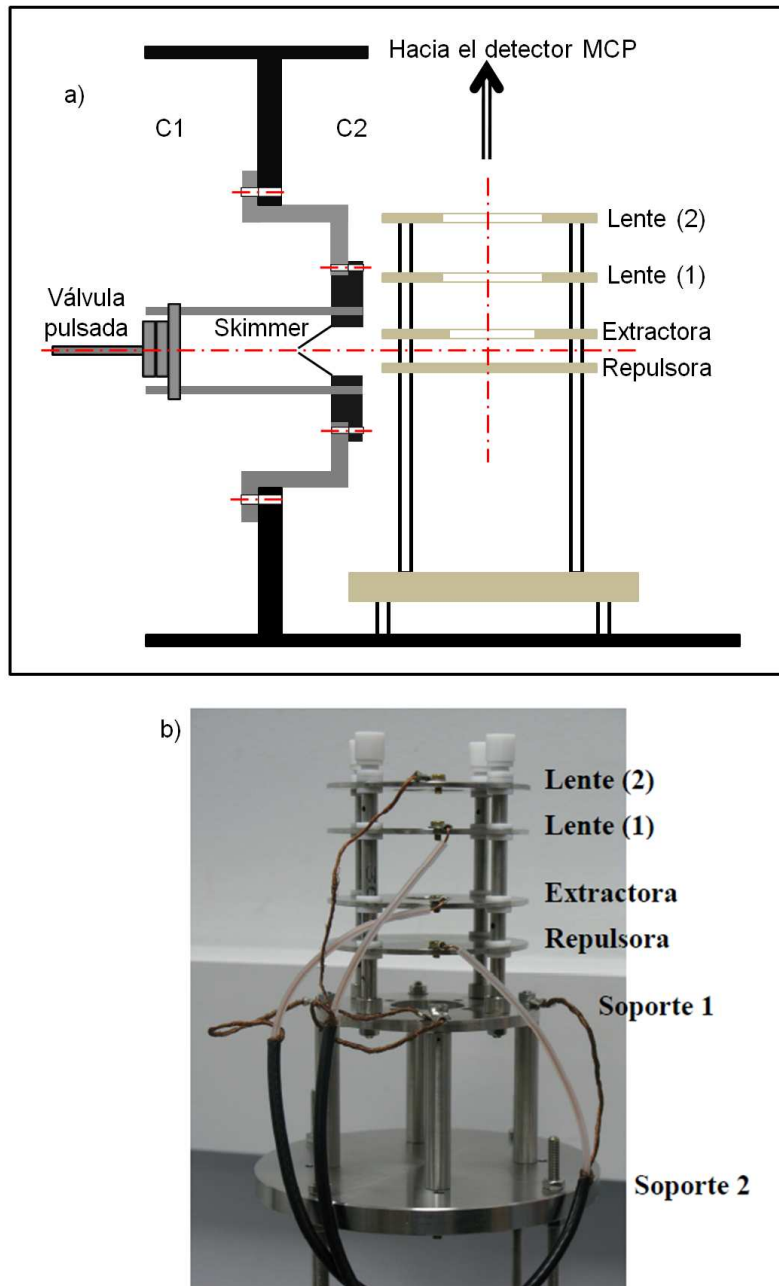 Hacia el detector MCP
a)
C1
C2
Lente (2)
Lente (1)
Válvula
pulsada
Skimmer
Extractora
Repulsora
b)
Lente (2)
Lente (1)
Extractora
Repulsora
Soporte 1
Soporte 2